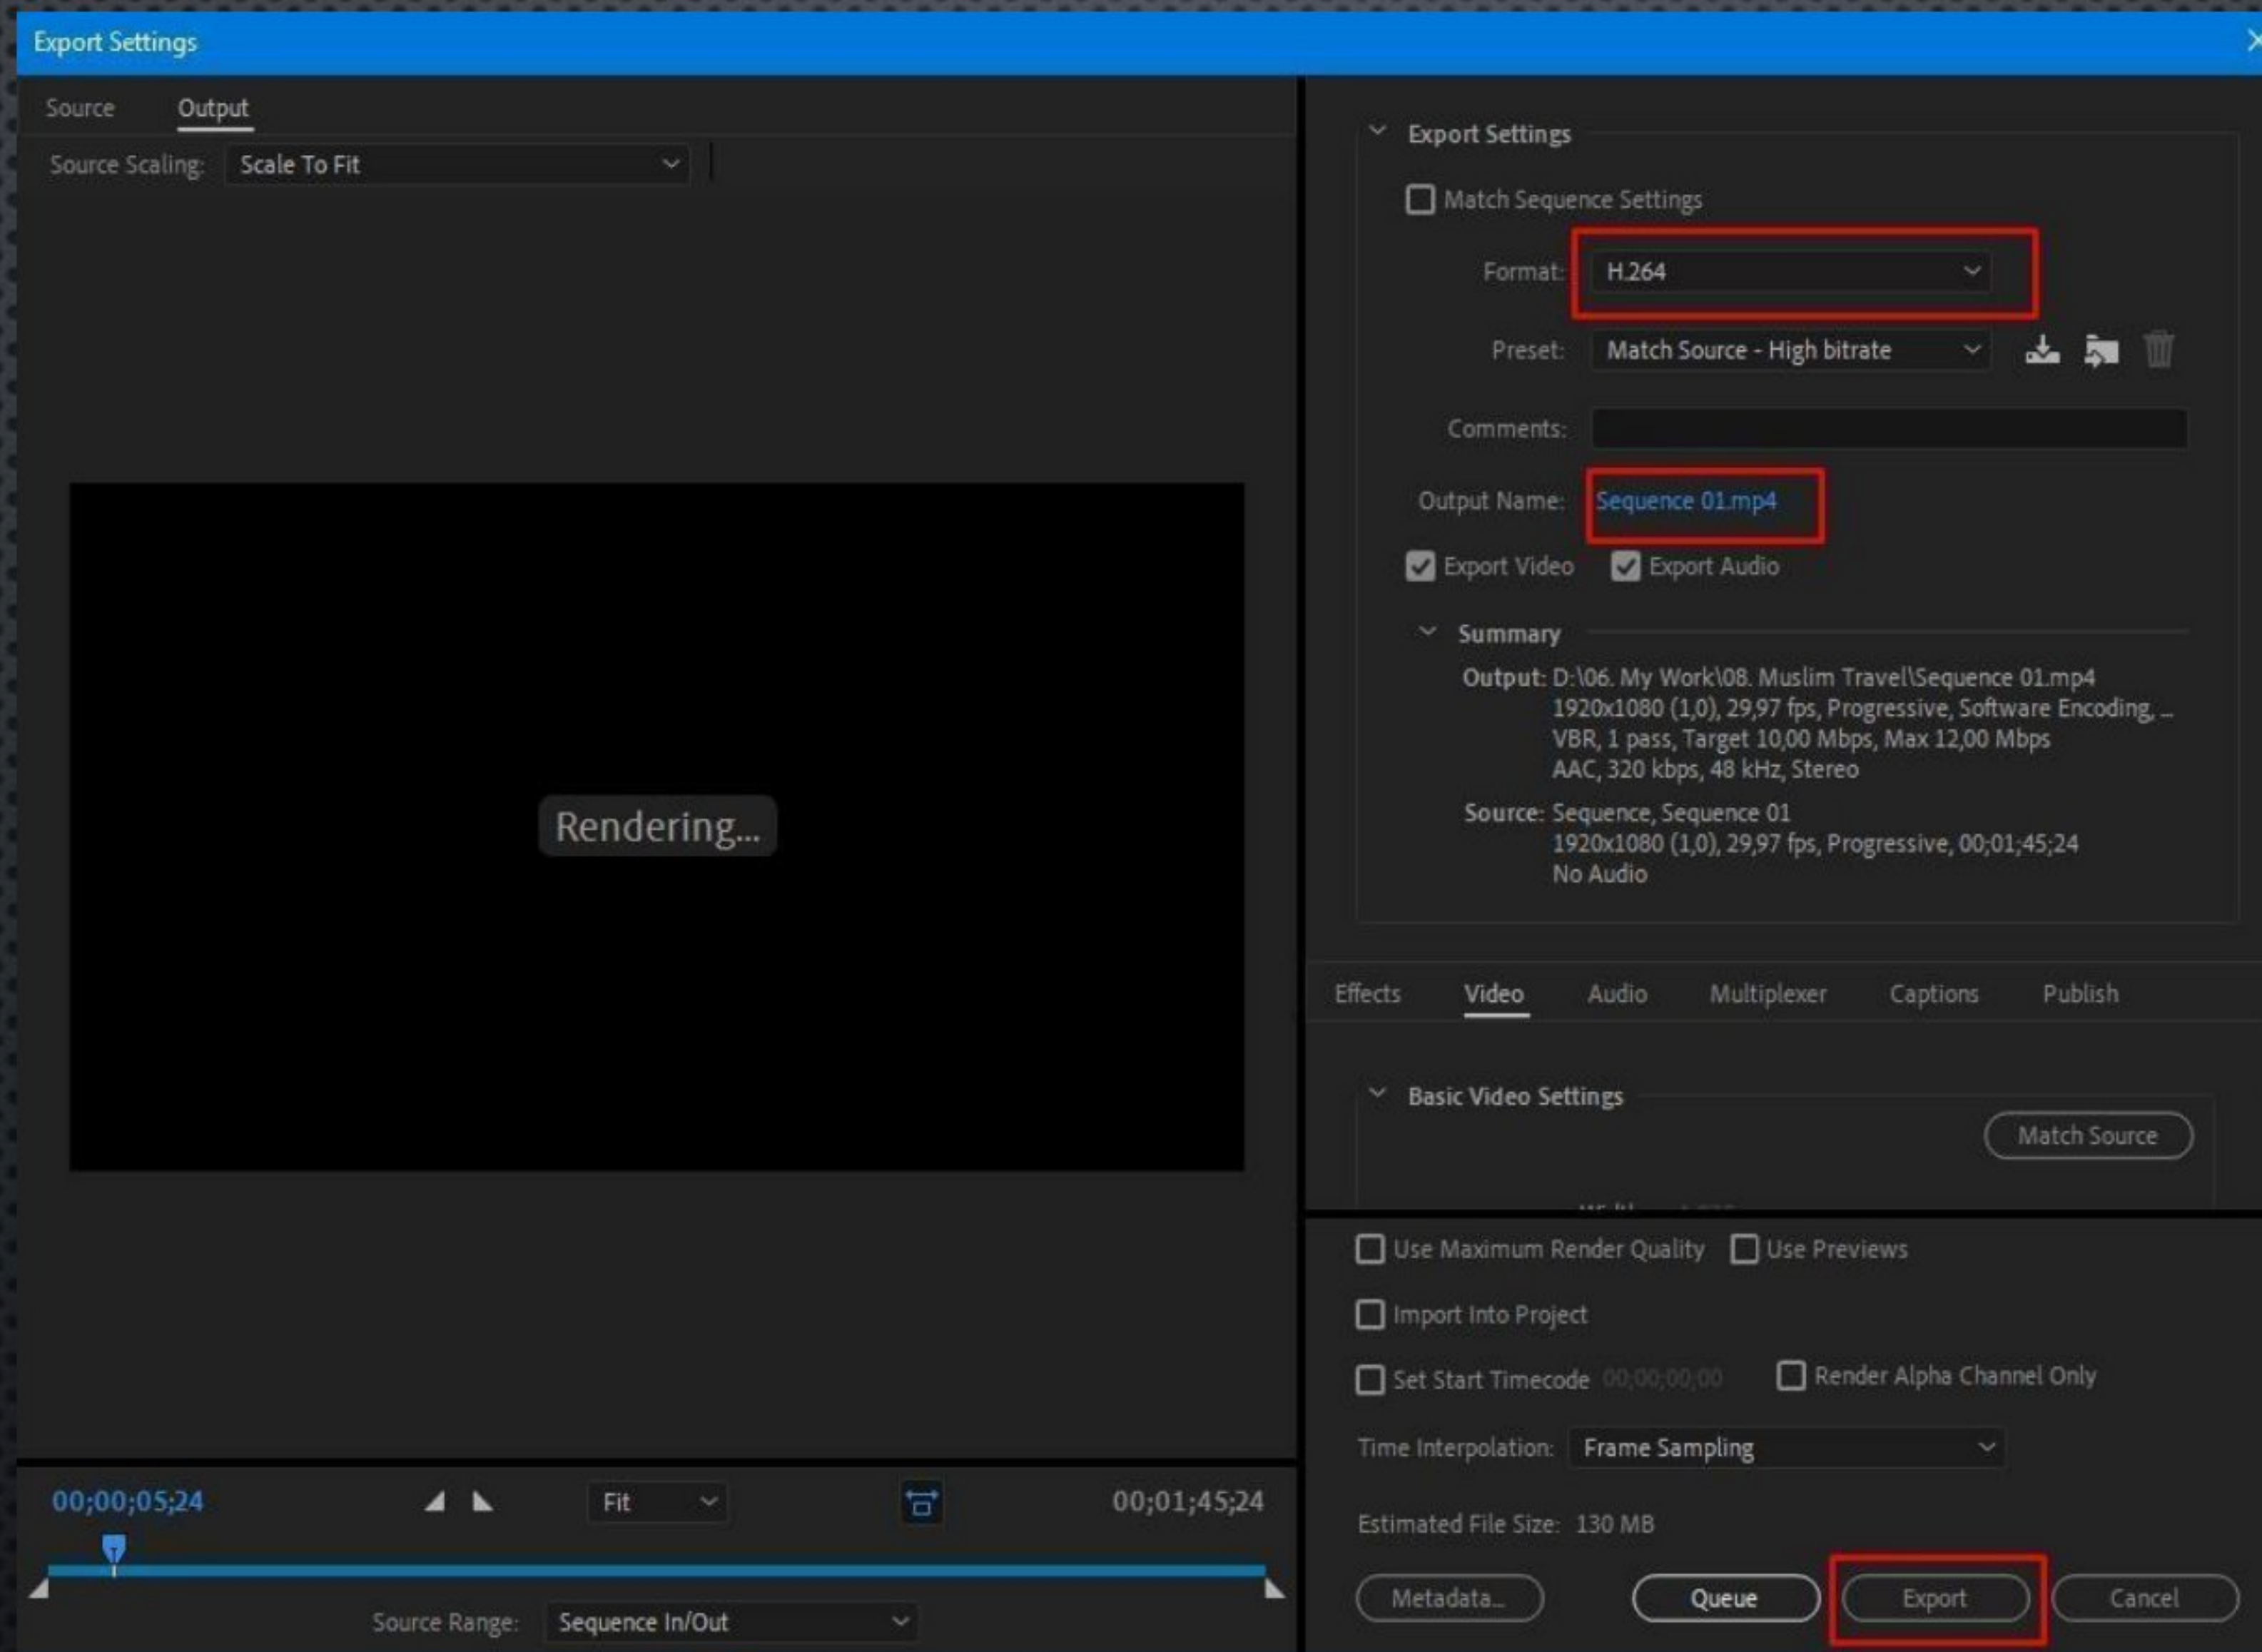 Export Settings
Source Output
Source Scaling: Scale To Fit
Rendering...
00;00;05;24 Fit 00;01;45;24
Source Range: Sequence In/Out
Export Settings
Match Sequence Settings
Format: H.264
Preset: Match Source - High bitrate
Comments:
Output Name: Sequence 01.mp4
Export Video Export Audio
Summary
Output: D:\06. My Work\08. Muslim Travel\Sequence 01.mp4
1920x1080 (1,0), 29,97 fps, Progressive, Software Encoding, ...
VBR, 1 pass, Target 10,00 Mbps, Max 12,00 Mbps
AAC, 320 kbps, 48 kHz, Stereo
Source: Sequence, Sequence 01
1920x1080 (1,0), 29,97 fps, Progressive, 00;01;45;24
No Audio
Effects Video Audio Multiplexer Captions Publish
Basic Video Settings
Match Source
Use Maximum Render Quality Use Previews
Import Into Project
Set Start Timecode 00;00;00;00 Render Alpha Channel Only
Time Interpolation: Frame Sampling
Estimated File Size: 130 MB
Metadata... Queue Export Cancel